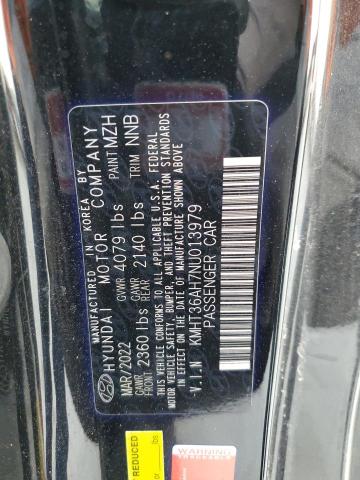 MANUFACTURED IN KOREA BY
HYUNDAI MOTOR COMPANY
MAR/2022 GVWR 4079 lbs PAINT MZH
GAWR FRONT 2360 lbs GAWR REAR 2140 lbs TRIM NNB
THIS VEHICLE CONFORMS TO ALL APPLICABLE U.S.A. FEDERAL
MOTOR VEHICLE SAFETY, BUMPER, AND THEFT PREVENTION STANDARDS
IN EFFECT ON THE DATE OF MANUFACTURE SHOWN ABOVE.
V.I.N: KMHT36AH7NU013979
PASSENGER CAR
REDUCED
lbs
WARNING